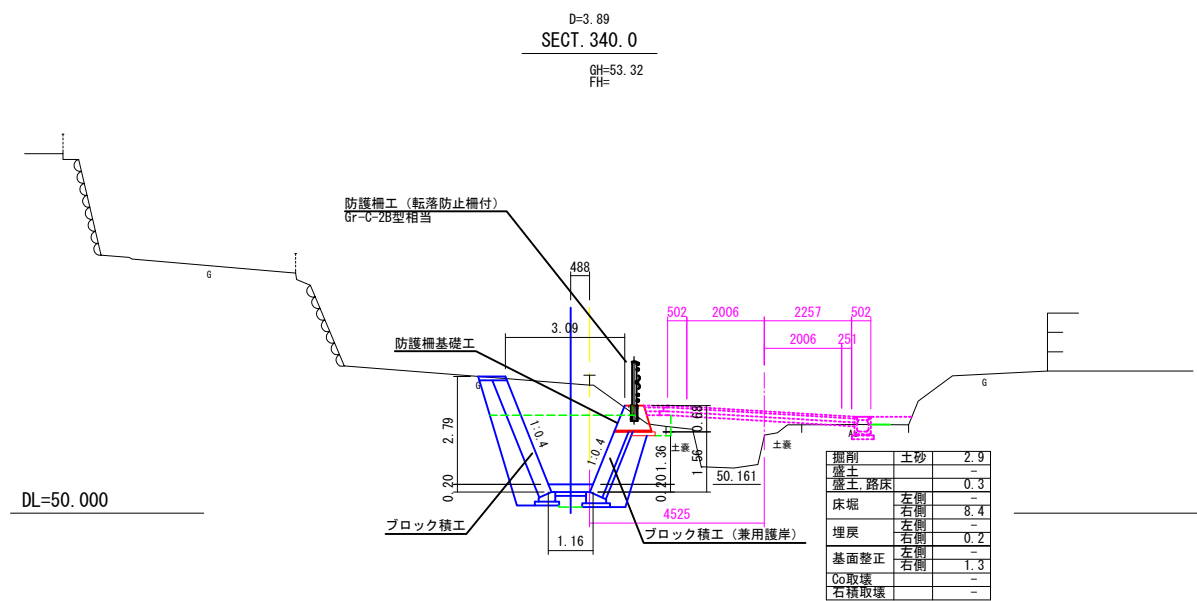 D=3.89
SECT.340.0
GH=53.32
FH=
防護柵工（転落防止柵付）
Gr-C-2B型相当
488
G
502
2006
2257
502
3.09
2006
251
防護柵基礎工
G
G
2.79
1:0.4
1:0.4
0.68
土嚢
土嚢
A
1.36
1.56
50.161
0.20
0.20
DL=50.000
4525
ブロック積工
ブロック積工（兼用護岸）
1.16
掘削 土砂 2.9
盛土 -
盛土,路床 0.3
床堀 左側 -
右側 8.4
埋戻 左側 -
右側 0.2
基面整正 左側 -
右側 1.3
Co取壊 -
石積取壊 -